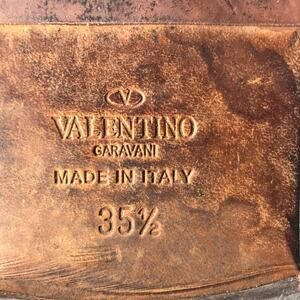 V
VALENTINO
GARAVANI
MADE IN ITALY
35½